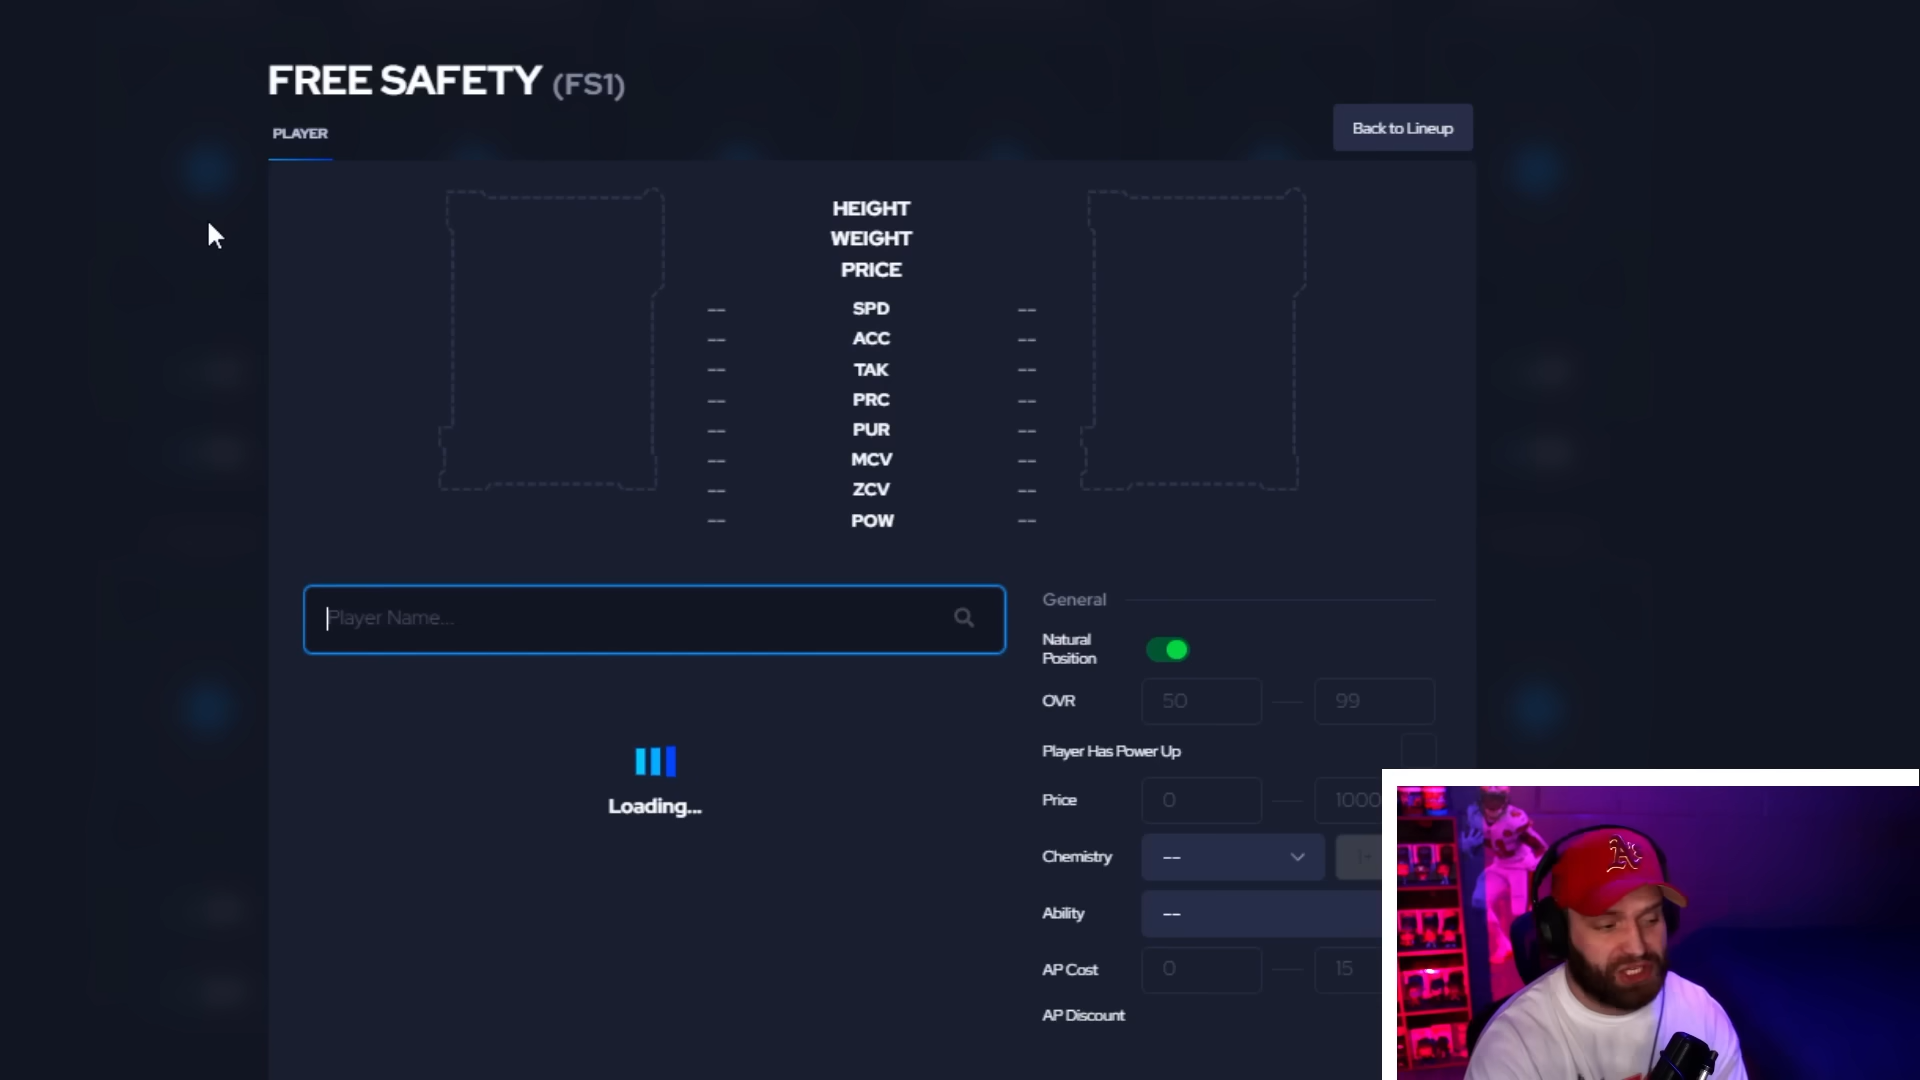 FREE SAFETY (FS1)
PLAYER
Back to Lineup
HEIGHT
WEIGHT
PRICE
-- SPD --
-- ACC --
-- TAK --
-- PRC --
-- PUR --
-- MCV --
-- ZCV --
-- POW --
Player Name...
Loading...
General
Natural
Position
OVR 50 — 99
Player Has Power Up
Price 0 — 1000
Chemistry --
Ability --
AP Cost 0 — 15
AP Discount
A's